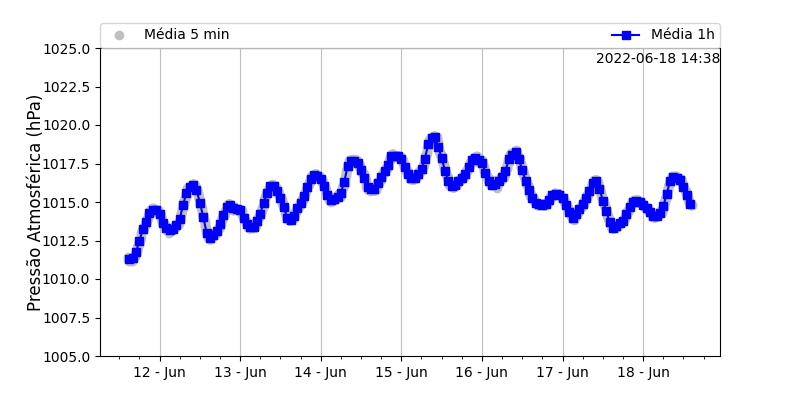 Média 5 min
Média 1h
2022-06-18 14:38
Pressão Atmosférica (hPa)
1025.0
1022.5
1020.0
1017.5
1015.0
1012.5
1010.0
1007.5
1005.0
12 - Jun
13 - Jun
14 - Jun
15 - Jun
16 - Jun
17 - Jun
18 - Jun